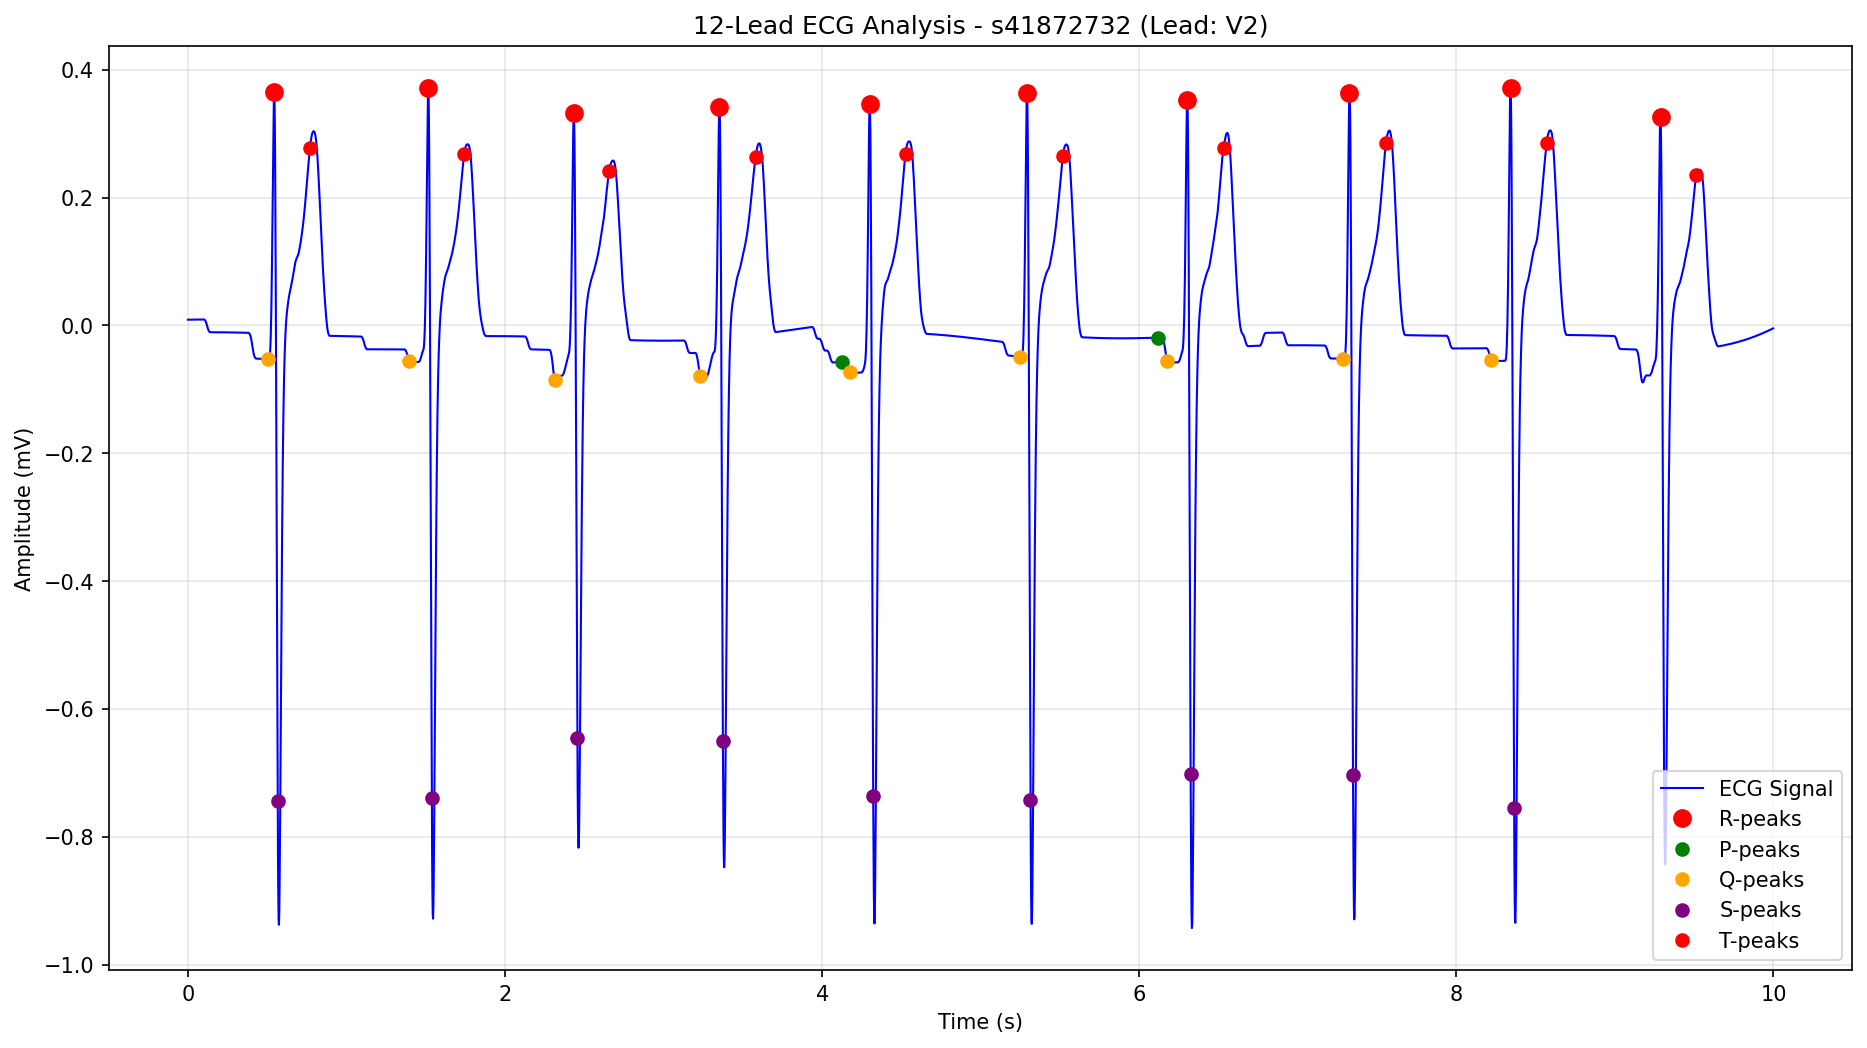 12-Lead ECG Analysis - s41872732 (Lead: V2)
Amplitude (mV)
0.4
0.2
0.0
−0.2
−0.4
−0.6
−0.8
−1.0
ECG Signal
R-peaks
P-peaks
Q-peaks
S-peaks
T-peaks
0 2 4 6 8 10
Time (s)